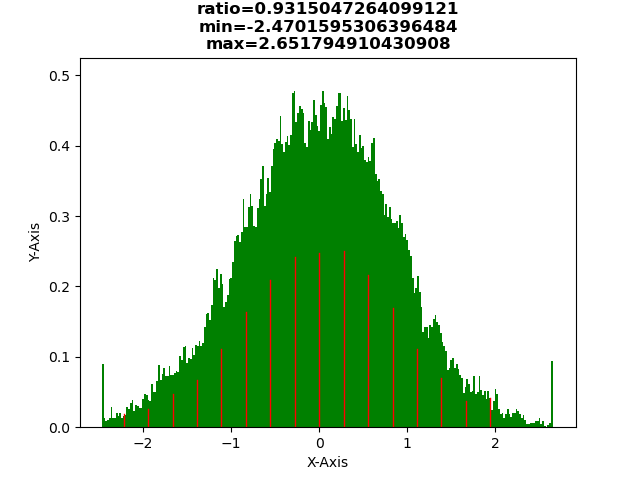 ratio=0.9315047264099121
min=-2.4701595306396484
max=2.651794910430908
0.5
0.4
0.3
0.2
0.1
0.0
Y-Axis
−2
−1
0
1
2
X-Axis